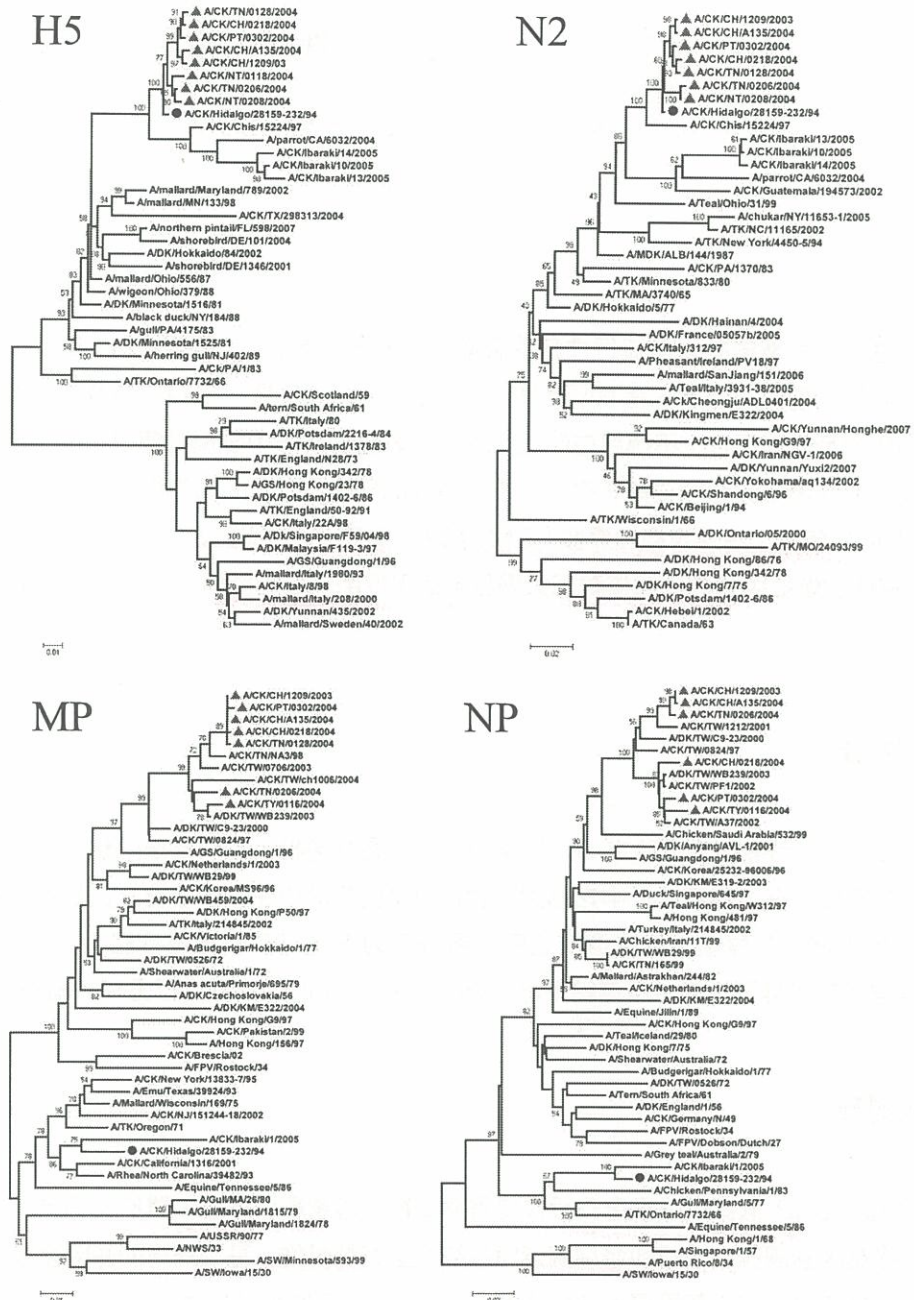 H5
A/CK/TN/0128/2004
A/CK/CH/0218/2004
A/CK/PT/0302/2004
A/CK/CH/A135/2004
A/CK/CH/1209/03
A/CK/NT/0118/2004
A/CK/TN/0206/2004
A/CK/NT/0208/2004
A/CK/Hidalgo/28159-232/94
A/CK/Chis/15224/97
A/parrot/CA/6032/2004
A/CK/Ibaraki/14/2005
A/CK/Ibaraki/10/2005
A/CK/Ibaraki/13/2005
A/mallard/Maryland/789/2002
A/mallard/MN/133/98
A/CK/TX/298313/2004
A/northern pintail/FL/598/2007
A/shorebird/DE/101/2004
A/DK/Hokkaido/84/2002
A/shorebird/DE/1346/2001
A/mallard/Ohio/556/87
A/wigeon/Ohio/379/88
A/DK/Minnesota/1516/81
A/black duck/NY/184/88
A/gull/PA/4175/83
A/DK/Minnesota/1525/81
A/herring gull/NJ/402/89
A/Ck/PA/1/83
A/TK/Ontario/7732/66
A/CK/Scotland/59
A/tern/South Africa/61
A/TK/Italy/80
A/DK/Potsdam/2216-4/84
A/TK/Ireland/1378/83
A/TK/England/N28/73
A/DK/Hong Kong/342/78
A/GS/Hong Kong/23/78
A/DK/Potsdam/1402-6/86
A/TK/England/50-92/91
A/CK/Italy/22A/98
A/Dk/Singapore/F59/04/98
A/DK/Malaysia/F119-3/97
A/GS/Guangdong/1/96
A/mallard/Italy/1980/93
A/CK/Italy/8/98
A/mallard/Italy/208/2000
A/DK/Yunnan/435/2002
A/mallard/Sweden/40/2002
0.01
N2
A/CK/CH/1209/2003
A/CK/CH/A135/2004
A/CK/PT/0302/2004
A/CK/CH/0218/2004
A/CK/TN/0128/2004
A/CK/TN/0206/2004
A/CK/NT/0208/2004
A/CK/Hidalgo/28159-232/94
A/CK/Chis/15224/97
A/CK/Ibaraki/13/2005
A/CK/Ibaraki/10/2005
A/CK/Ibaraki/14/2005
A/parrot/CA/6032/2004
A/CK/Guatemala/194573/2002
A/Teal/Ohio/31/99
A/chukar/NY/11653-1/2005
A/TK/NC/11165/2002
A/TK/New York/4450-5/94
A/MDK/ALB/144/1987
A/CK/PA/1370/83
A/TK/Minnesota/833/80
A/TK/MA/3740/65
A/DK/Hokkaido/5/77
A/DK/Hainan/4/2004
A/DK/France/05057b/2005
A/CK/Italy/312/97
A/Pheasant/Ireland/PV18/97
A/mallard/SanJiang/151/2006
A/Teal/Italy/3931-38/2005
A/Ck/Cheongju/ADL0401/2004
A/DK/Kingmen/E322/2004
A/CK/Yunnan/Honghe/2007
A/CK/Hong Kong/G9/97
A/CK/Iran/NGV-1/2006
A/DK/Yunnan/Yuxi2/2007
A/CK/Yokohama/aq134/2002
A/CK/Shandong/6/96
A/CK/Beijing/1/94
A/TK/Wisconsin/1/66
A/DK/Ontario/05/2000
A/TK/MO/24093/99
A/DK/Hong Kong/86/76
A/DK/Hong Kong/342/78
A/DK/Hong Kong/7/75
A/DK/Potsdam/1402-6/86
A/CK/Hebei/1/2002
A/TK/Canada/63
0.02
MP
A/CK/CH/1209/2003
A/CK/PT/0302/2004
A/CK/CH/A135/2004
A/CK/CH/0218/2004
A/CK/TN/0128/2004
A/CK/TN/NA3/98
A/CK/TW/0706/2003
A/CK/TW/ch1006/2004
A/CK/TN/0206/2004
A/CK/TY/0116/2004
A/DK/TW/WB239/2003
A/DK/TW/C9-23/2000
A/CK/TW/0824/97
A/GS/Guangdong/1/96
A/CK/Netherlands/1/2003
A/DK/TW/WB29/99
A/CK/Korea/MS96/96
A/DK/TW/WB459/2004
A/DK/Hong Kong/P50/97
A/TK/Italy/214845/2002
A/CK/Victoria/1/85
A/Budgerigar/Hokkaido/1/77
A/DK/TW/0526/72
A/Shearwater/Australia/1/72
A/Anas acuta/Primorje/695/79
A/DK/Czechoslovakia/56
A/DK/KM/E322/2004
A/CK/Hong Kong/G9/97
A/CK/Pakistan/2/99
A/Hong Kong/156/97
A/CK/Brescia/02
A/FPV/Rostock/34
A/CK/New York/13833-7/95
A/Emu/Texas/39924/93
A/Mallard/Wisconsin/169/75
A/CK/NJ/151244-18/2002
A/TK/Oregon/71
A/CK/Ibaraki/1/2005
A/CK/Hidalgo/28159-232/94
A/CK/California/1316/2001
A/Rhea/North Carolina/39482/93
A/Equine/Tennessee/5/86
A/Gull/MA/26/80
A/Gull/Maryland/1815/79
A/Gull/Maryland/1824/78
A/USSR/90/77
A/NWS/33
A/SW/Minnesota/593/99
A/SW/Iowa/15/30
NP
A/CK/CH/1209/2003
A/CK/CH/A135/2004
A/CK/TN/0206/2004
A/CK/TW/1212/2001
A/DK/TW/C9-23/2000
A/CK/TW/0824/97
A/CK/CH/0218/2004
A/DK/TW/WB239/2003
A/CK/TW/PF1/2002
A/CK/PT/0302/2004
A/CK/TY/0116/2004
A/CK/TW/A37/2002
A/Chicken/Saudi Arabia/532/99
A/DK/Anyang/AVL-1/2001
A/GS/Guangdong/1/96
A/CK/Korea/25232-96006/96
A/DK/KM/E319-2/2003
A/Duck/Singapore/645/97
A/Teal/Hong Kong/W312/97
A/Hong Kong/481/97
A/Turkey/Italy/214845/2002
A/Chicken/Iran/11T/99
A/DK/TW/WB29/99
A/CK/TN/165/99
A/Mallard/Astrakhan/244/82
A/CK/Netherlands/1/2003
A/DK/KM/E322/2004
A/Equine/Jilin/1/89
A/CK/Hong Kong/G9/97
A/Teal/Iceland/29/80
A/DK/Hong Kong/7/75
A/Shearwater/Australia/72
A/Budgerigar/Hokkaido/1/77
A/DK/TW/0526/72
A/Tern/South Africa/61
A/DK/England/1/56
A/CK/Germany/N/49
A/FPV/Rostock/34
A/FPV/Dobson/Dutch/27
A/Grey teal/Australia/2/79
A/CK/Ibaraki/1/2005
A/CK/Hidalgo/28159-232/94
A/Chicken/Pennsylvania/1/83
A/Gull/Maryland/5/77
A/TK/Ontario/7732/66
A/Equine/Tennessee/5/86
A/Hong Kong/1/68
A/Singapore/1/57
A/Puerto Rico/8/34
A/SW/Iowa/15/30